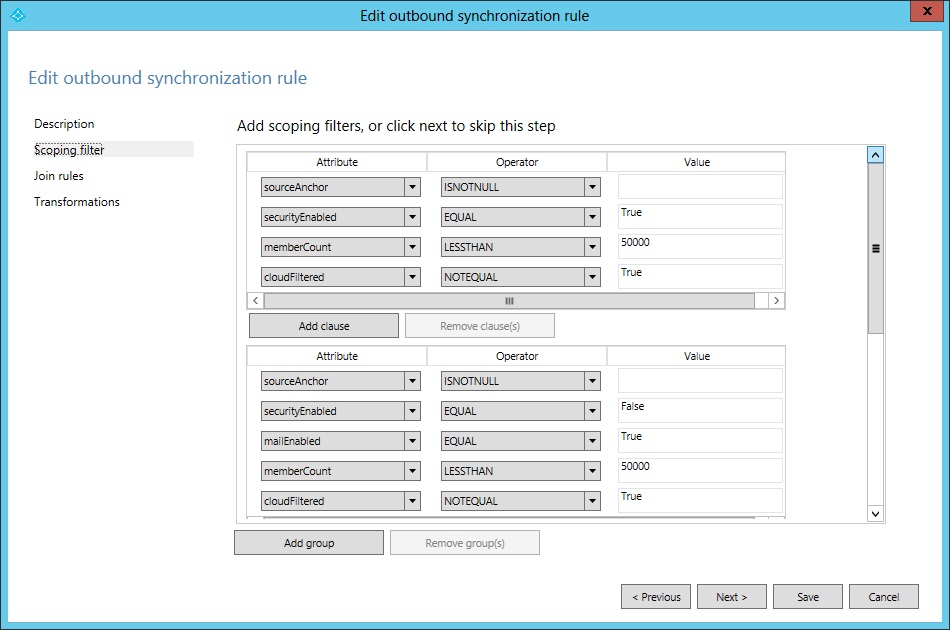 Edit outbound synchronization rule
x
Edit outbound synchronization rule
Description
Scoping filter
Join rules
Transformations
Add scoping filters, or click next to skip this step
Attribute Operator Value
sourceAnchor ISNOTNULL
securityEnabled EQUAL True
memberCount LESSTHAN 50000
cloudFiltered NOTEQUAL True
Add clause Remove clause(s)
Attribute Operator Value
sourceAnchor ISNOTNULL
securityEnabled EQUAL False
mailEnabled EQUAL True
memberCount LESSTHAN 50000
cloudFiltered NOTEQUAL True
Add group Remove group(s)
< Previous Next > Save Cancel